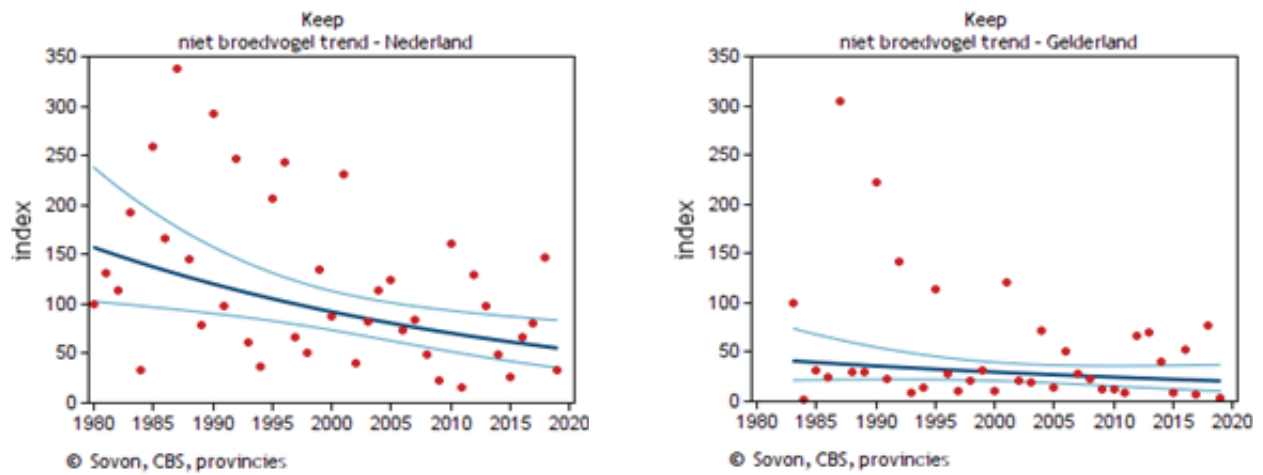 Keep
niet broedvogel trend - Nederland
350
300
250
200
150
100
50
0
index
1980 1985 1990 1995 2000 2005 2010 2015 2020
© Sovon, CBS, provincies
Keep
niet broedvogel trend - Gelderland
350
300
250
200
150
100
50
0
index
1980 1985 1990 1995 2000 2005 2010 2015 2020
© Sovon, CBS, provincies